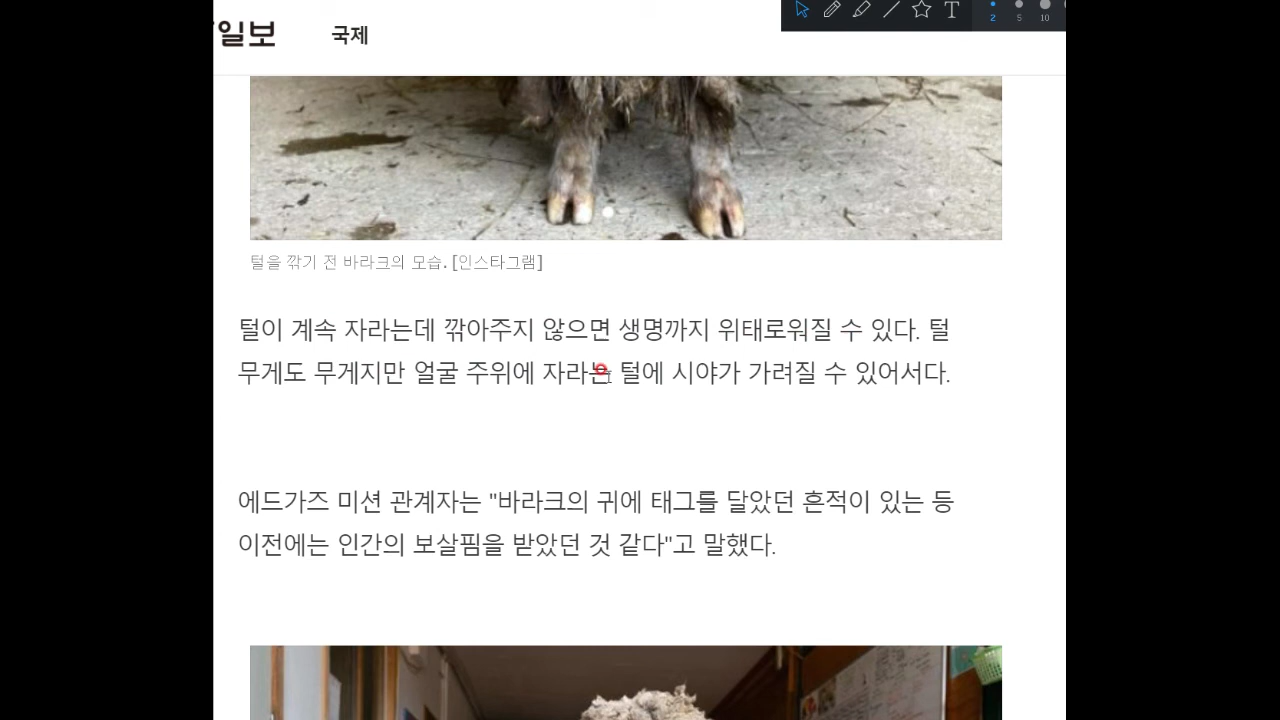 일보
국제
T
2 5 10
털을 깎기 전 바라크의 모습. [인스타그램]
털이 계속 자라는데 깎아주지 않으면 생명까지 위태로워질 수 있다. 털
무게도 무게지만 얼굴 주위에 자라는 털에 시야가 가려질 수 있어서다.
에드가즈 미션 관계자는 "바라크의 귀에 태그를 달았던 흔적이 있는 등
이전에는 인간의 보살핌을 받았던 것 같다"고 말했다.